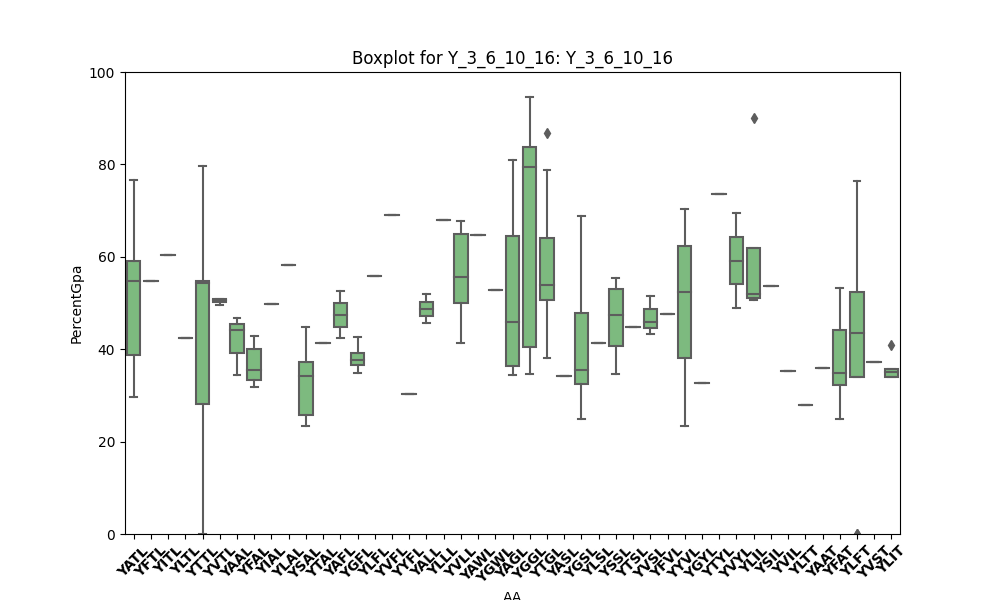 Boxplot for Y_3_6_10_16: Y_3_6_10_16
100
80
60
40
20
0
PercentGpa
YATL
YFTL
YITL
YLTL
YTTL
YVTL
YAAL
YFAL
YIAL
YLAL
YSAL
YTAL
YAFL
YGFL
YLFL
YVFL
YYFL
YALL
YLLL
YVLL
YAWL
YGWL
YAGL
YGGL
YTGL
YASL
YGSL
YLSL
YSSL
YTSL
YVSL
YFVL
YYVL
YGYL
YTYL
YVYL
YLIL
YSIL
YVIL
YLTT
YAAT
YFAT
YLFT
YVST
YLIT
AA